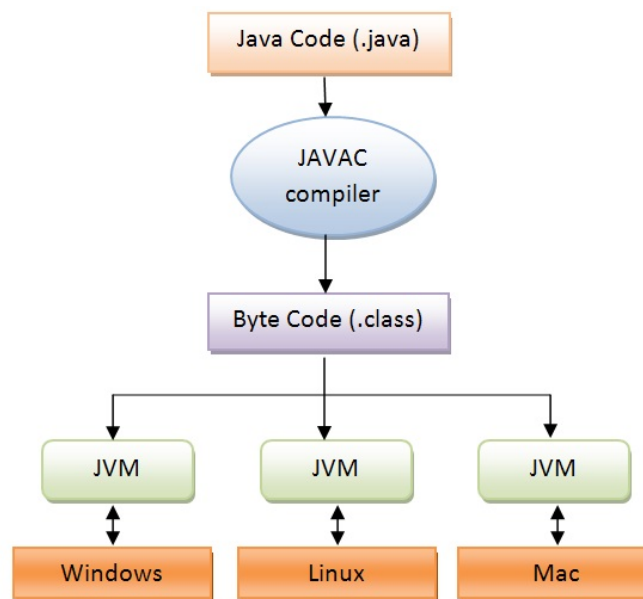 Java Code (.java)
JAVAC
compiler
Byte Code (.class)
JVM
JVM
JVM
Windows
Linux
Mac